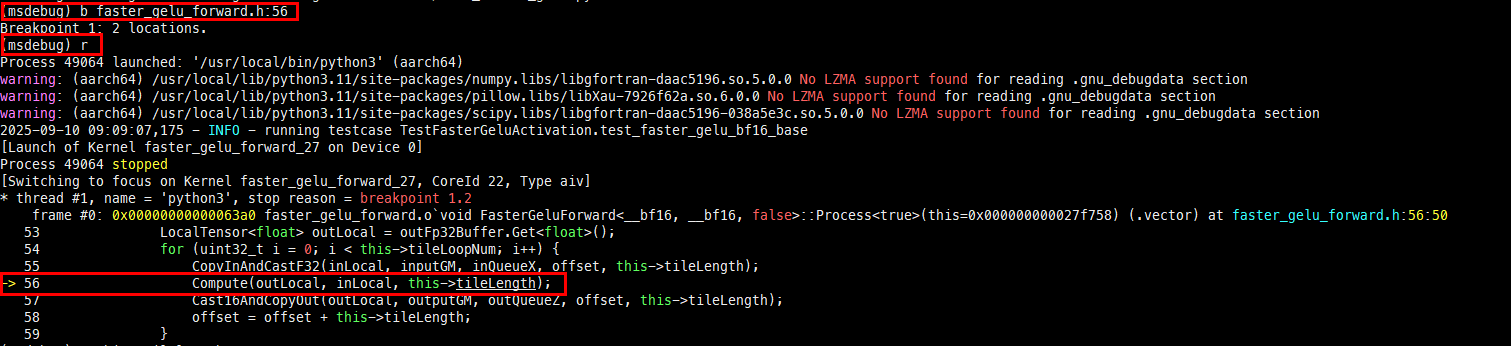 (msdebug) b faster_gelu_forward.h:56
Breakpoint 1: 2 locations.
(msdebug) r
Process 49064 launched: '/usr/local/bin/python3' (aarch64)
warning: (aarch64) /usr/local/lib/python3.11/site-packages/numpy.libs/libgfortran-daac5196.so.5.0.0 No LZMA support found for reading .gnu_debugdata section
warning: (aarch64) /usr/local/lib/python3.11/site-packages/pillow.libs/libXau-7926f62a.so.6.0.0 No LZMA support found for reading .gnu_debugdata section
warning: (aarch64) /usr/local/lib/python3.11/site-packages/scipy.libs/libgfortran-daac5196-038a5e3c.so.5.0.0 No LZMA support found for reading .gnu_debugdata section
2025-09-10 09:09:07,175 - INFO - running testcase TestFasterGeluActivation.test_faster_gelu_bf16_base
[Launch of Kernel faster_gelu_forward_27 on Device 0]
Process 49064 stopped
[Switching to focus on Kernel faster_gelu_forward_27, CoreId 22, Type aiv]
* thread #1, name = 'python3', stop reason = breakpoint 1.2
frame #0: 0x00000000000063a0 faster_gelu_forward.o`void FasterGeluForward<__bf16, __bf16, false>::Process<true>(this=0x000000000027f758) (.vector) at faster_gelu_forward.h:56:50
53 LocalTensor<float> outLocal = outFp32Buffer.Get<float>();
54 for (uint32_t i = 0; i < this->tileLoopNum; i++) {
55 CopyInAndCastF32(inLocal, inputGM, inQueueX, offset, this->tileLength);
-> 56 Compute(outLocal, inLocal, this->tileLength);
57 Cast16AndCopyOut(outLocal, outputGM, outQueueZ, offset, this->tileLength);
58 offset = offset + this->tileLength;
59 }